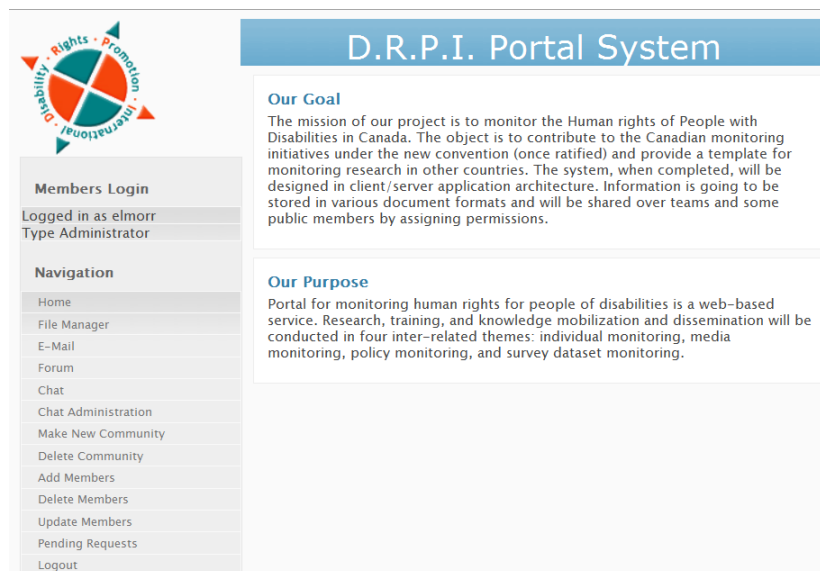 Disability · Rights · Promotion · International
D.R.P.I. Portal System
Members Login
Logged in as elmorr
Type Administrator
Navigation
Home
File Manager
E-Mail
Forum
Chat
Chat Administration
Make New Community
Delete Community
Add Members
Delete Members
Update Members
Pending Requests
Logout
Our Goal
The mission of our project is to monitor the Human rights of People with
Disabilities in Canada. The object is to contribute to the Canadian monitoring
initiatives under the new convention (once ratified) and provide a template for
monitoring research in other countries. The system, when completed, will be
designed in client/server application architecture. Information is going to be
stored in various document formats and will be shared over teams and some
public members by assigning permissions.
Our Purpose
Portal for monitoring human rights for people of disabilities is a web-based
service. Research, training, and knowledge mobilization and dissemination will be
conducted in four inter-related themes: individual monitoring, media
monitoring, policy monitoring, and survey dataset monitoring.